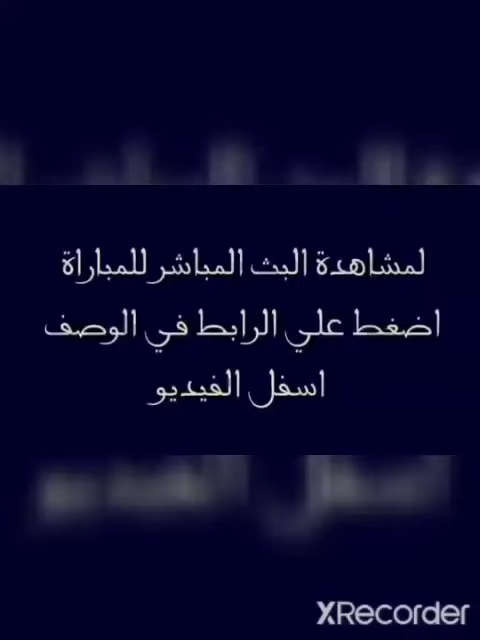 لمشاهدة البث المباشر للمباراة
اضغط علي الرابط في الوصف
اسفل الفيديو
XRecorder